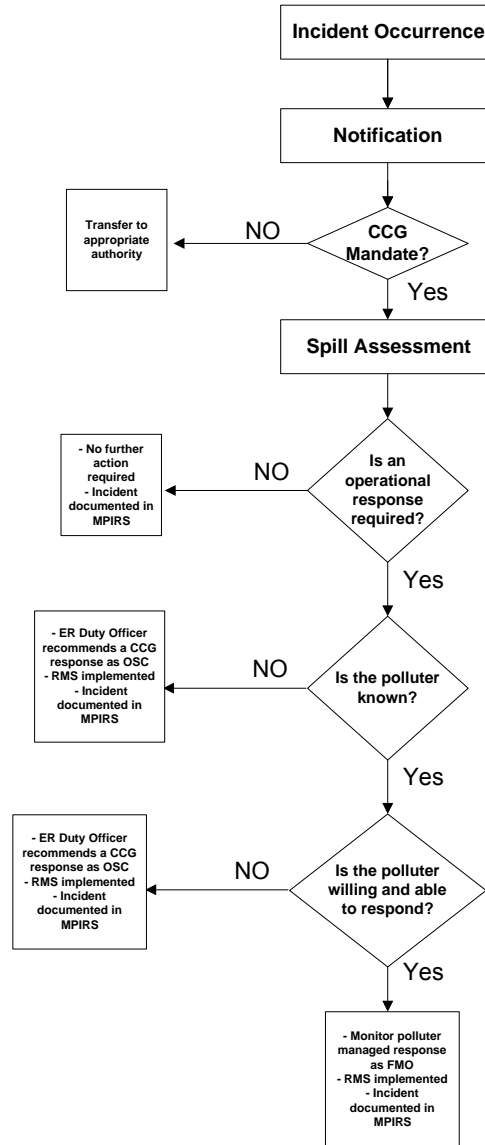 Incident Occurrence
Notification
CCG
Mandate?
NO
Transfer to
appropriate
authority
Yes
Spill Assessment
Is an
operational
response
required?
NO
- No further
action
required
- Incident
documented in
MPIRS
Yes
Is the polluter
known?
NO
- ER Duty Officer
recommends a CCG
response as OSC
- RMS implemented
- Incident
documented in
MPIRS
Yes
Is the polluter
willing and able
to respond?
NO
- ER Duty Officer
recommends a CCG
response as OSC
- RMS implemented
- Incident
documented in
MPIRS
Yes
- Monitor polluter
managed response
as FMO
- RMS implemented
- Incident
documented in
MPIRS